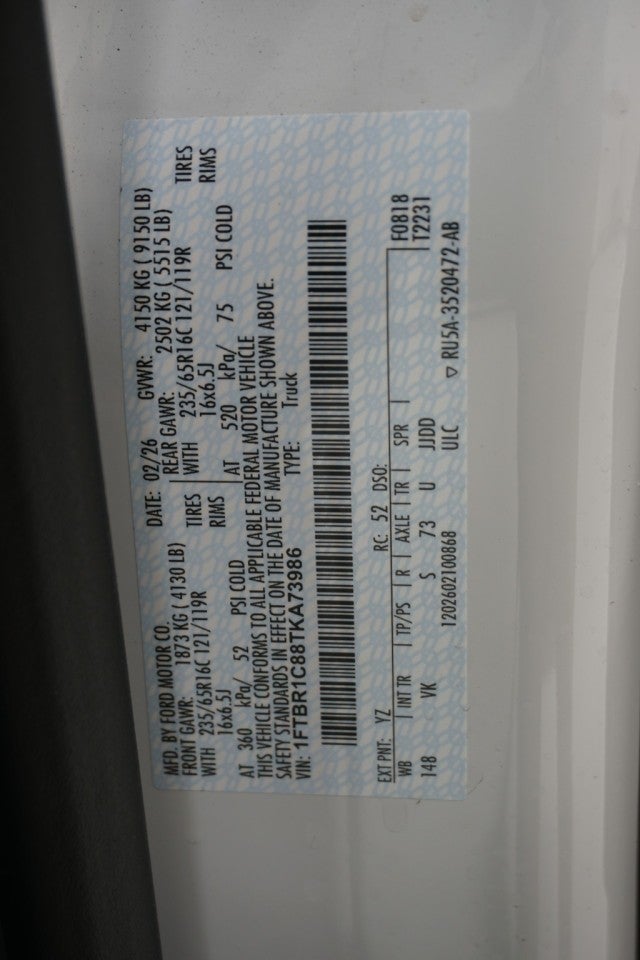 MFD. BY FORD MOTOR CO. DATE: 02/26 GVWR: 4150 KG ( 9150 LB)
FRONT GAWR: 1873 KG ( 4130 LB) REAR GAWR: 2502 KG ( 5515 LB)
WITH 235/65R16C 121/119R TIRES WITH 235/65R16C 121/119R TIRES
16x6.5J RIMS 16x6.5J RIMS
AT 360 kPa/ 52 PSI COLD AT 520 kPa/ 75 PSI COLD
THIS VEHICLE CONFORMS TO ALL APPLICABLE FEDERAL MOTOR VEHICLE
SAFETY STANDARDS IN EFFECT ON THE DATE OF MANUFACTURE SHOWN ABOVE.
VIN: 1FTBR1C88TKA73986 TYPE: Truck
EXT PNT: YZ RC: 52 DSO: F0818
WB | INT TR | TP/PS | R | AXLE | TR | SPR | T2231
148 VK S 73 U JJDD
1202602100868 ULC ▽ RU5A-3520472-AB